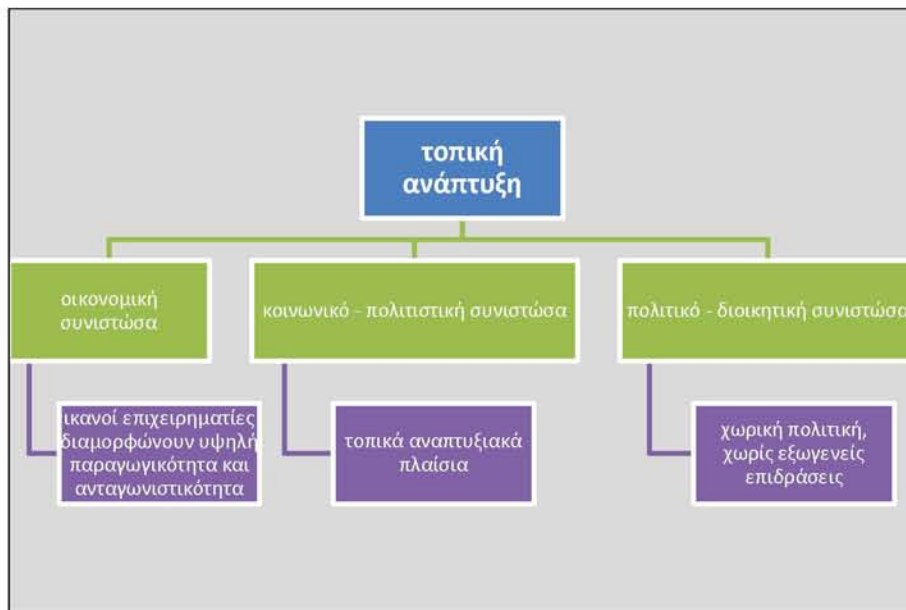 τοπική
ανάπτυξη
οικονομική
συνιστώσα
κοινωνικό - πολιτιστική συνιστώσα
πολιτικό - διοικητική συνιστώσα
ικανοί επιχειρηματίες
διαμορφώνουν υψηλή
παραγωγικότητα και
ανταγωνιστικότητα
τοπικά αναπτυξιακά
πλαίσια
χωρική πολιτική,
χωρίς εξωγενείς
επιδράσεις